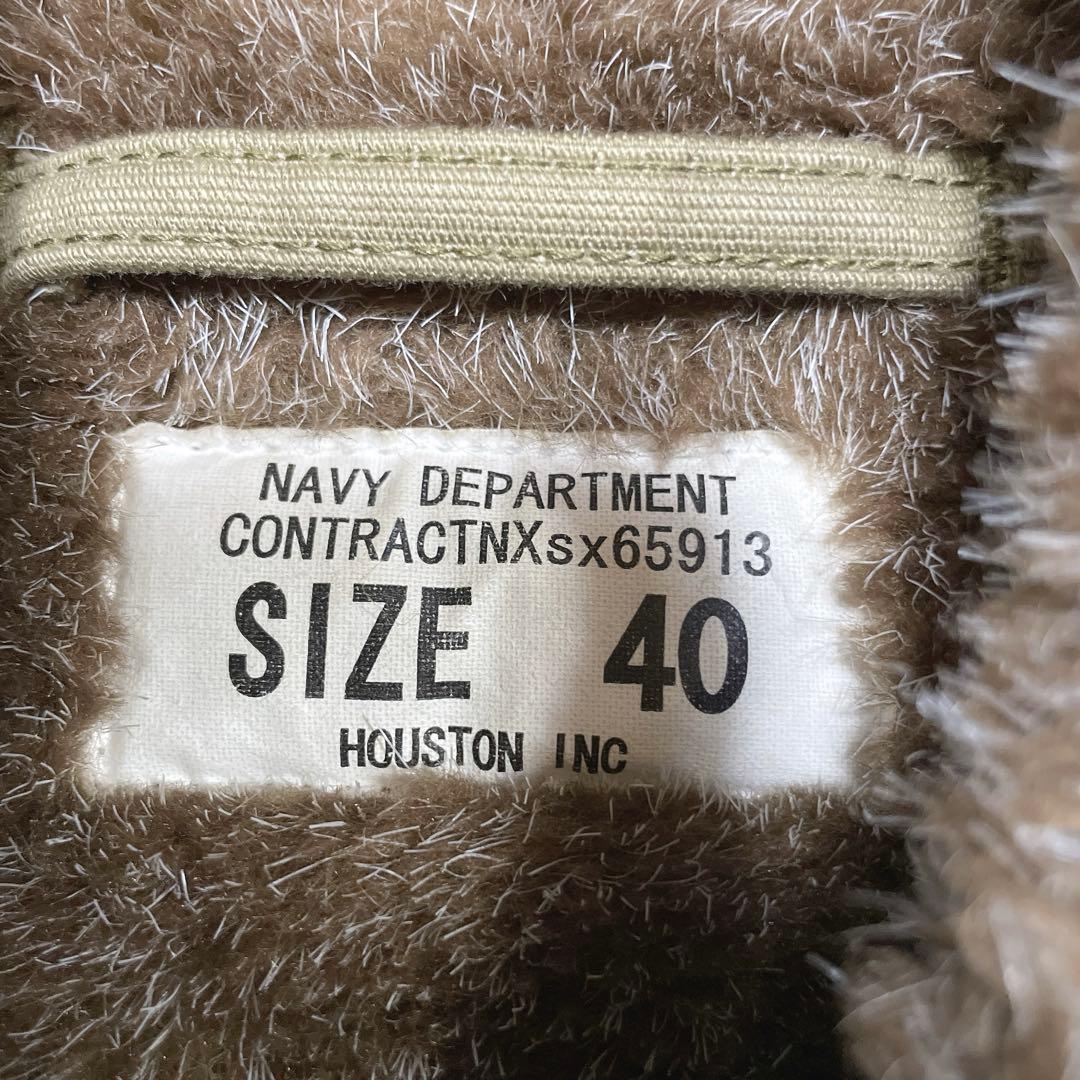 NAVY DEPARTMENT
CONTRACTNXsx65913
SIZE 40
HOUSTON INC